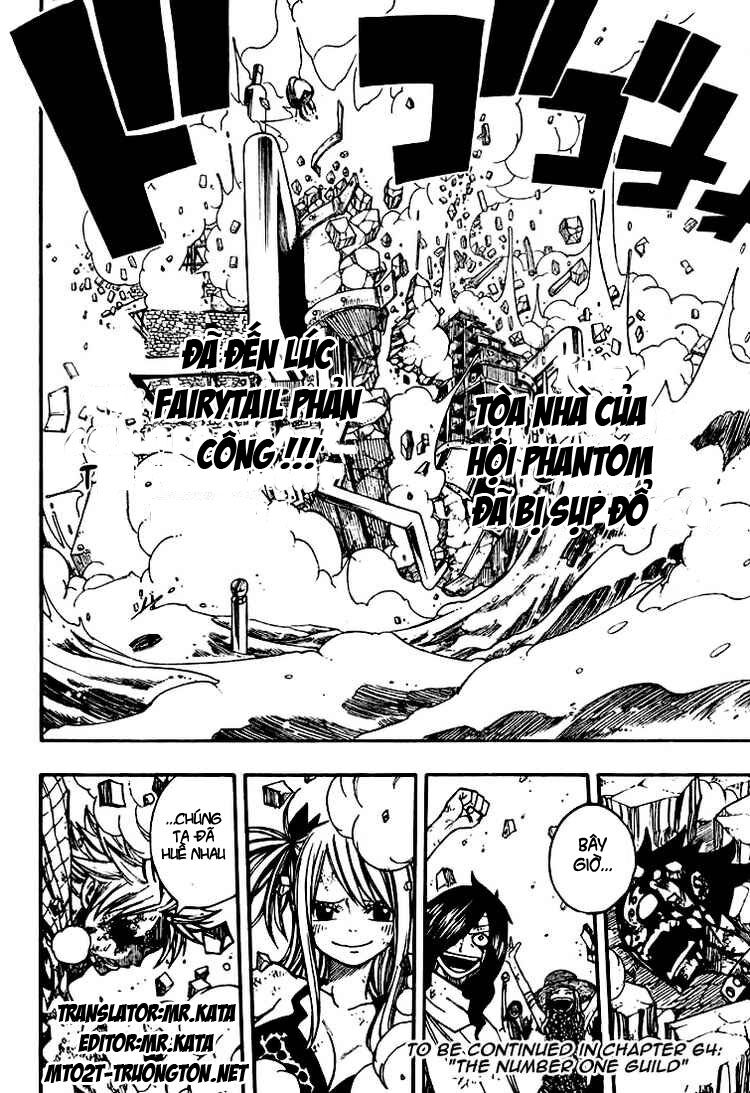 ドゴゴゴ
TÒA NHÀ CỦA
HỘI PHANTOM
ĐÃ BỊ SỤP ĐỔ
ĐÃ ĐẾN LÚC
FAIRYTAIL PHẢN
CÔNG !!!
BÂY
GIỜ...
...CHÚNG
TA ĐÃ
HUỀ NHAU
TRANSLATOR:MR.KATA
EDITOR:MR.KATA
MTO2T-TRUONGTON.NET
TO BE CONTINUED IN CHAPTER 64:
"THE NUMBER ONE GUILD"